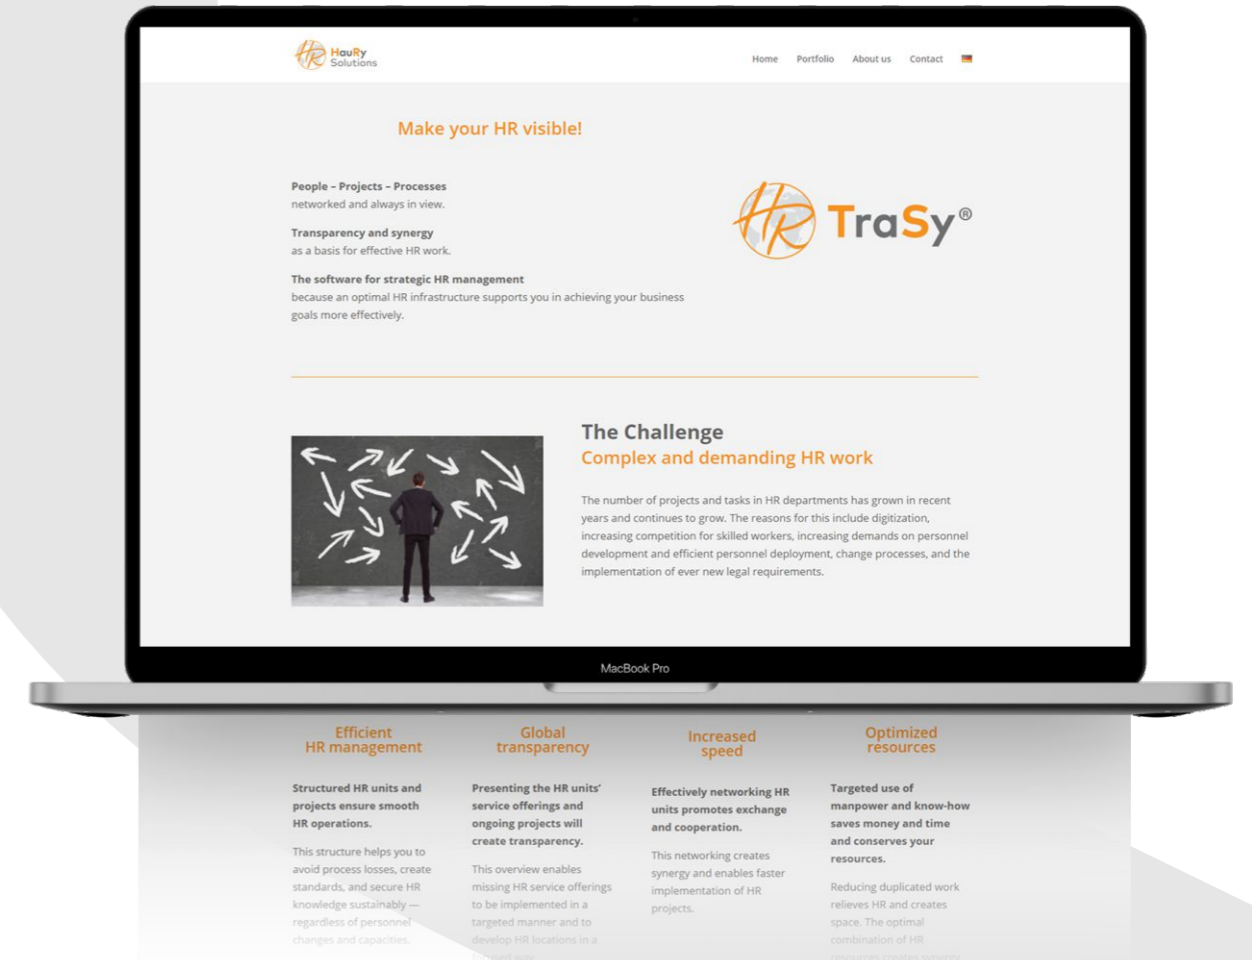 HR HauRy
Solutions
Home Portfolio About us Contact
Make your HR visible!
People – Projects – Processes
networked and always in view.
Transparency and synergy
as a basis for effective HR work.
The software for strategic HR management
because an optimal HR infrastructure supports you in achieving your business
goals more effectively.
HR TraSy®
The Challenge
Complex and demanding HR work
The number of projects and tasks in HR departments has grown in recent
years and continues to grow. The reasons for this include digitization,
increasing competition for skilled workers, increasing demands on personnel
development and efficient personnel deployment, change processes, and the
implementation of ever new legal requirements.
MacBook Pro
Efficient
HR management
Structured HR units and
projects ensure smooth
HR operations.
This structure helps you to
avoid process losses, create
standards, and secure HR
knowledge sustainably —
regardless of personnel
changes and capacities.
Global
transparency
Presenting the HR units’
service offerings and
ongoing projects will
create transparency.
This overview enables
missing HR service offerings
to be implemented in a
targeted manner and to
develop HR locations in a
focused way.
Increased
speed
Effectively networking HR
units promotes exchange
and cooperation.
This networking creates
synergy and enables faster
implementation of HR
projects.
Optimized
resources
Targeted use of
manpower and know-how
saves money and time
and conserves your
resources.
Reducing duplicated work
relieves HR and creates
space. The optimal
combination of HR
resources creates synergy